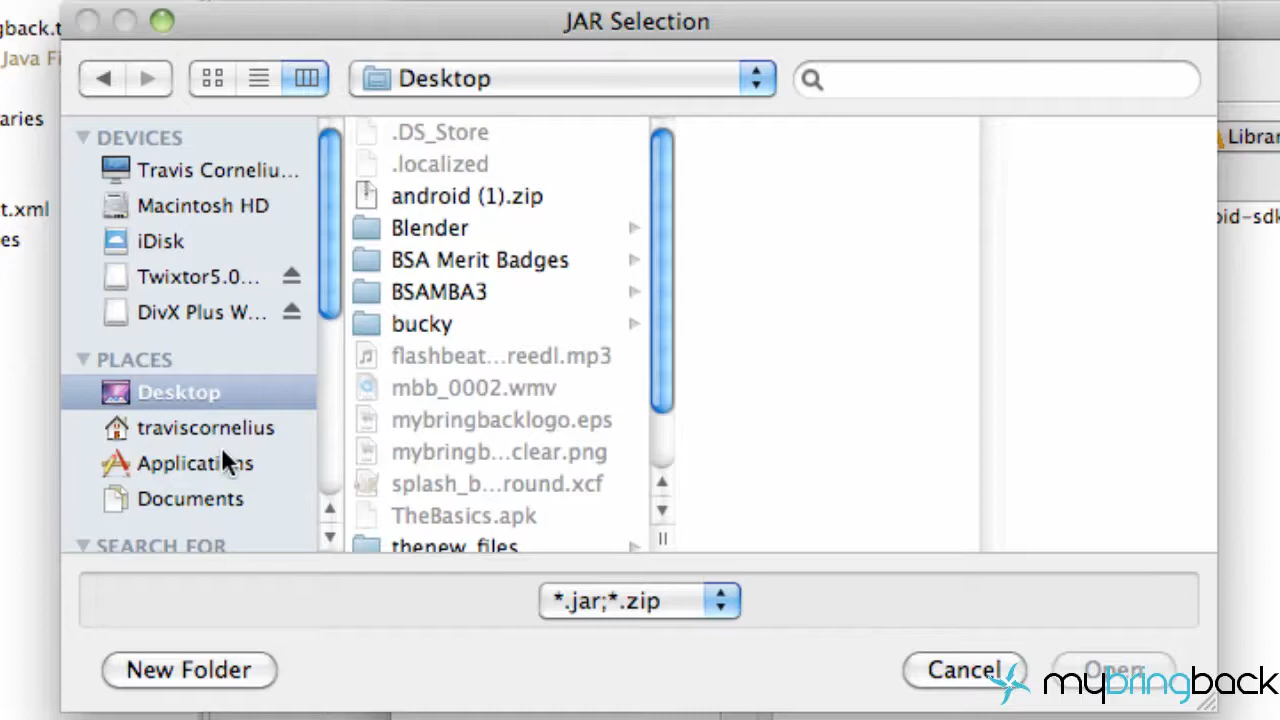 JAR Selection
gback.t
Java Fi
Desktop
DEVICES
Travis Corneliu...
Macintosh HD
iDisk
Twixtor5.0...
DivX Plus W...
PLACES
Desktop
traviscornelius
Applications
Documents
SEARCH FOR
.DS_Store
.localized
android (1).zip
Blender
BSA Merit Badges
BSAMBA3
bucky
flashbeat...reedl.mp3
mbb_0002.wmv
mybringbacklogo.eps
mybringb...clear.png
splash_b...round.xcf
TheBasics.apk
thenew_files
aries
t.xml
es
Librar
oid-sdk
*.jar;*.zip
New Folder
Cancel
Open
mybringback